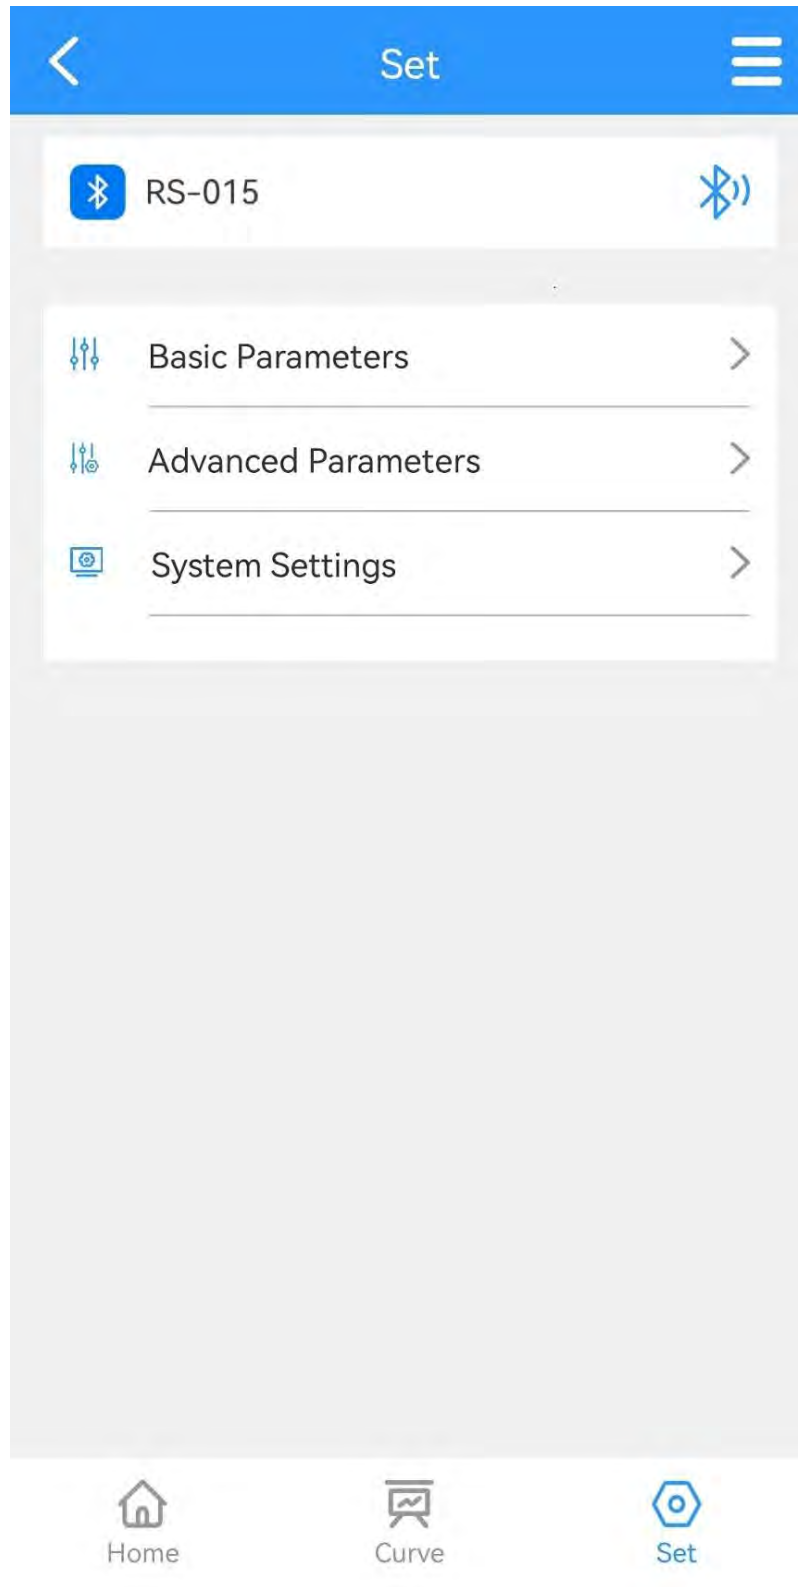 Set
RS-015
Basic Parameters
Advanced Parameters
System Settings
Home Curve Set